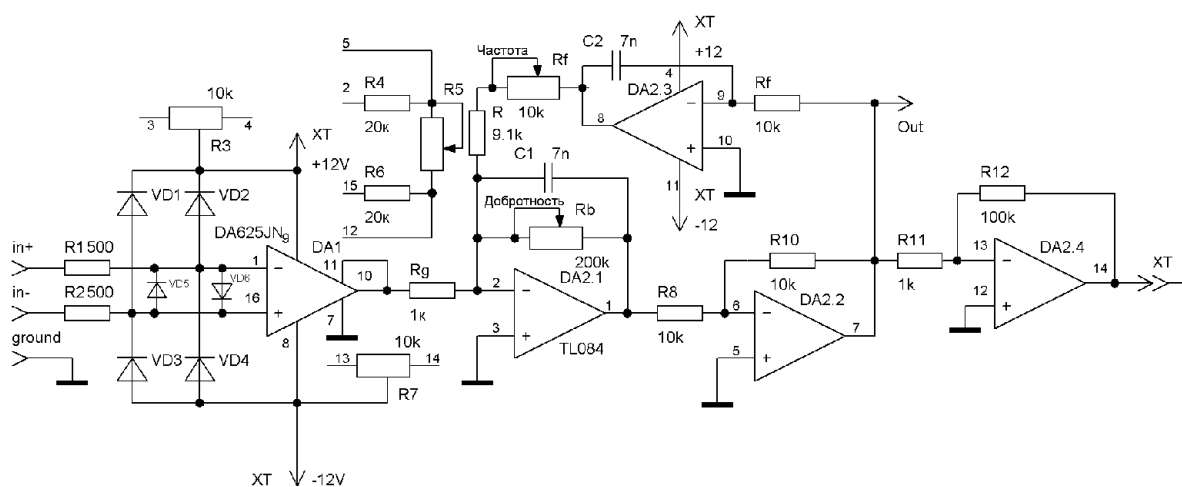 XT
C2
7n
+12
4
5
Частота
Rf
10k
DA2.3
8
9
Rf
10k
10
Out
11
XT
-12
10k
3
4
R3
XT
+12V
2
R4
20к
R5
R
9.1k
C1
7n
15
R6
20к
12
Добротность
Rb
200k
VD1
VD2
DA625JN
9
DA1
in+
R1500
in-
R2500
ground
VD5
VD6
1
16
11
10
7
8
Rg
1к
2
3
DA2.1
1
TL084
R8
10k
R10
10k
6
5
DA2.2
7
R11
1k
R12
100k
13
12
DA2.4
14
XT
VD3
VD4
13
10k
14
R7
XT
-12V